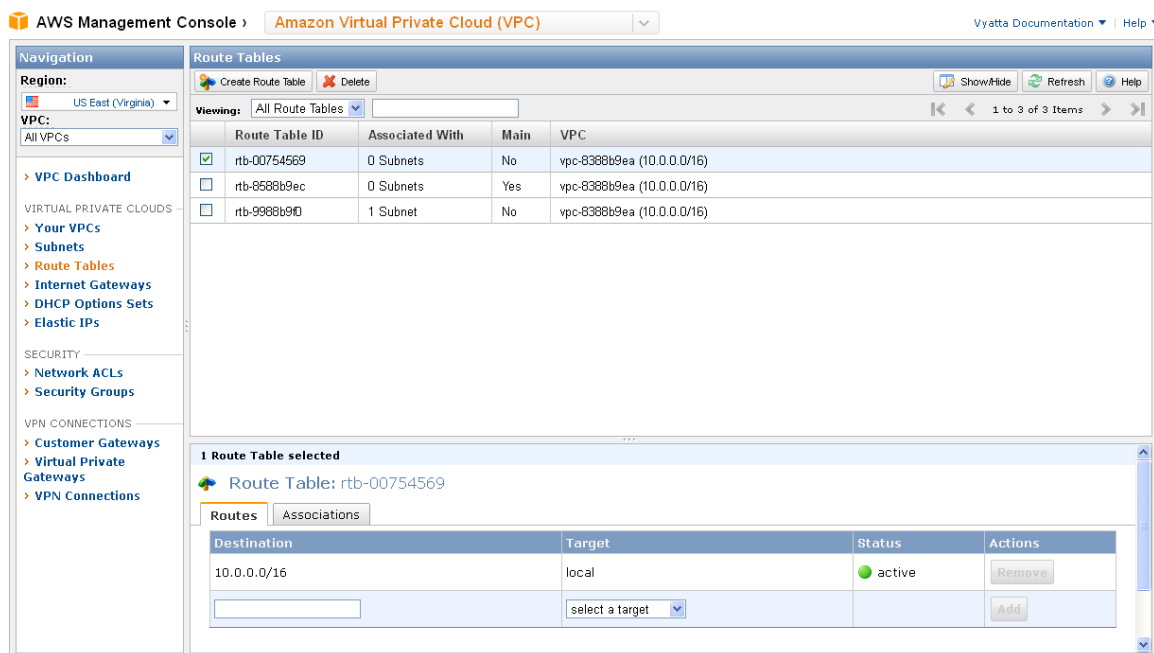 AWS Management Console › Amazon Virtual Private Cloud (VPC) Vyatta Documentation ▼ | Help
Navigation
Region:
US East (Virginia)
VPC:
All VPCs
> VPC Dashboard
VIRTUAL PRIVATE CLOUDS
> Your VPCs
> Subnets
> Route Tables
> Internet Gateways
> DHCP Options Sets
> Elastic IPs
SECURITY
> Network ACLs
> Security Groups
VPN CONNECTIONS
> Customer Gateways
> Virtual Private
Gateways
> VPN Connections
Route Tables
Create Route Table Delete Show/Hide Refresh Help
Viewing: All Route Tables 1 to 3 of 3 Items
Route Table ID Associated With Main VPC
rtb-00754569 0 Subnets No vpc-8388b9ea (10.0.0.0/16)
rtb-8588b9ec 0 Subnets Yes vpc-8388b9ea (10.0.0.0/16)
rtb-9988b9f0 1 Subnet No vpc-8388b9ea (10.0.0.0/16)
1 Route Table selected
Route Table: rtb-00754569
Routes Associations
Destination Target Status Actions
10.0.0.0/16 local active Remove
select a target Add